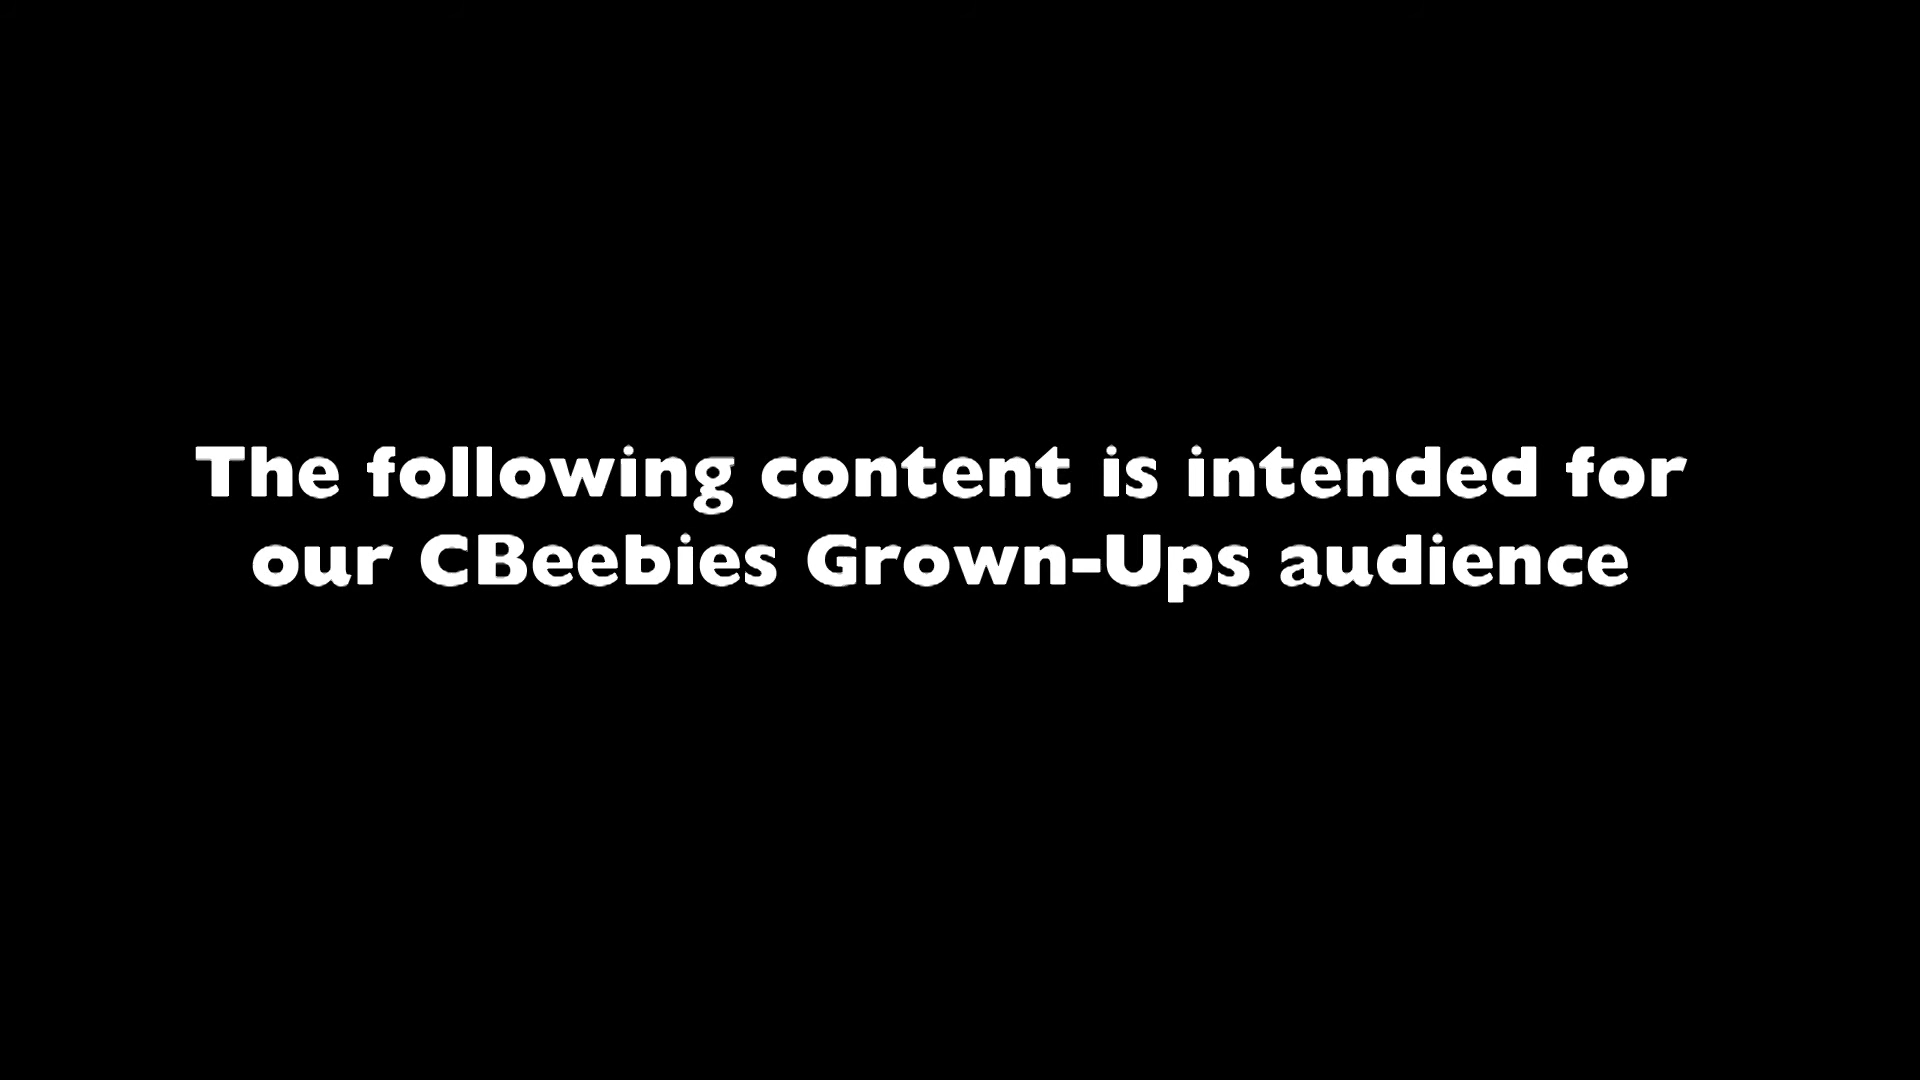 The following content is intended for
our CBeebies Grown-Ups audience